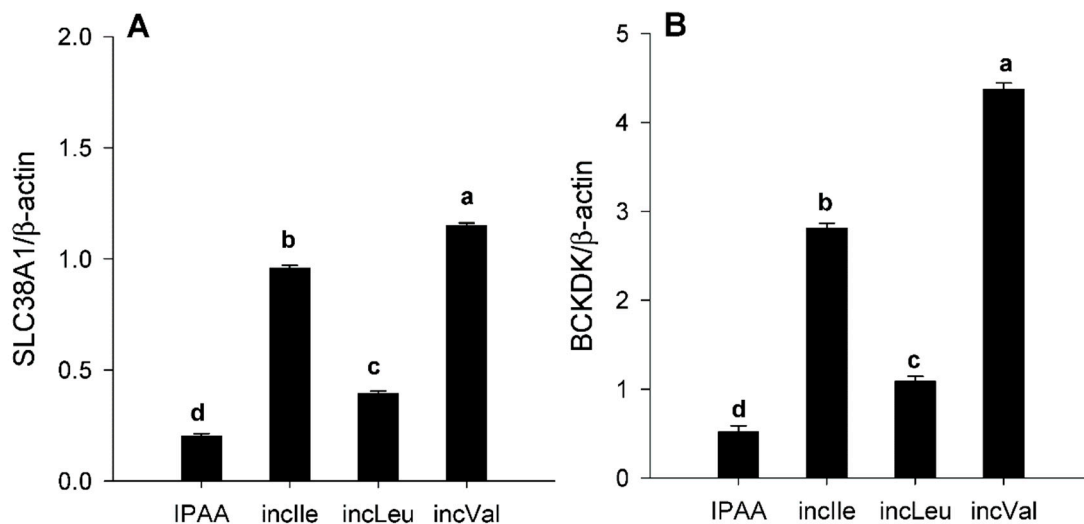 A
SLC38A1/β-actin
2.0
1.5
1.0
0.5
0.0
d
b
c
a
IPAA
incIle
incLeu
incVal
B
BCKDK/β-actin
5
4
3
2
1
0
d
b
c
a
IPAA
incIle
incLeu
incVal